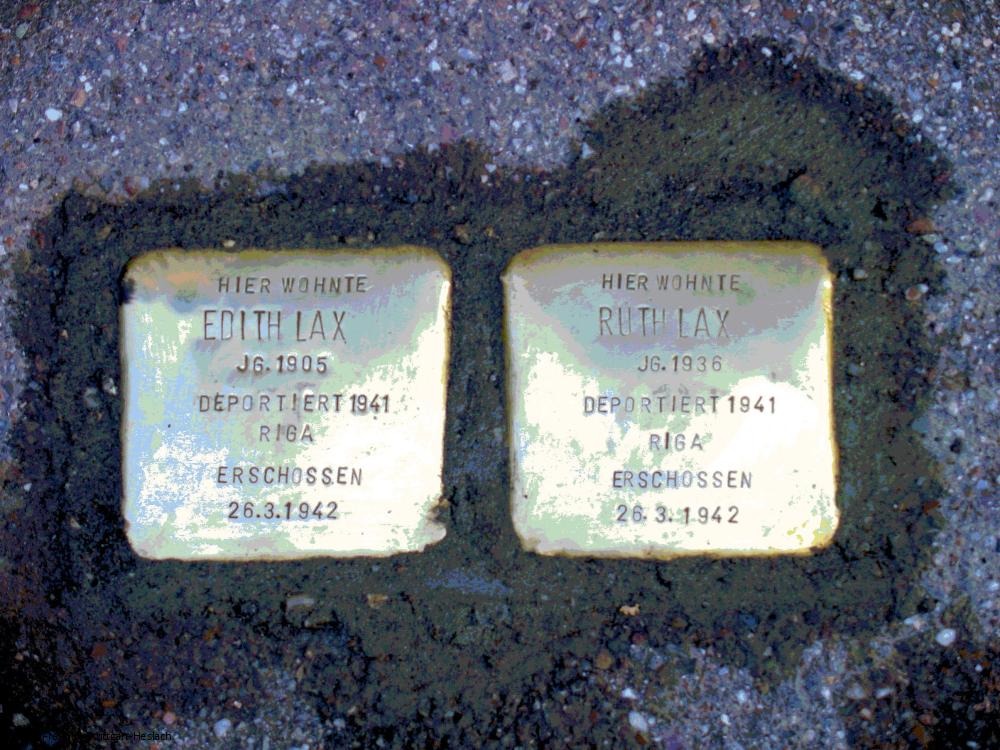 HIER WOHNTE
EDITH LAX
JG. 1905
DEPORTIERT 1941
RIGA
ERSCHOSSEN
26.3.1942
HIER WOHNTE
RUTH LAX
JG. 1936
DEPORTIERT 1941
RIGA
ERSCHOSSEN
26.3.1942